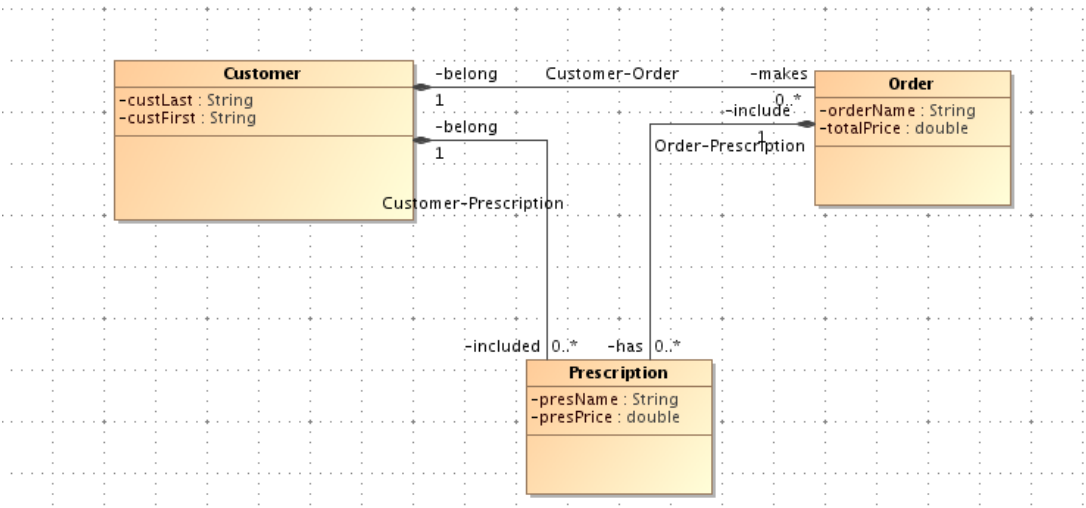 Customer
-custLast : String
-custFirst : String
-belong
Customer-Order
-makes
1
0..*
Order
-orderName : String
-totalPrice : double
-include
1
Order-Prescription
-belong
1
Customer-Prescription
-included
0..*
-has
0..*
Prescription
-presName : String
-presPrice : double